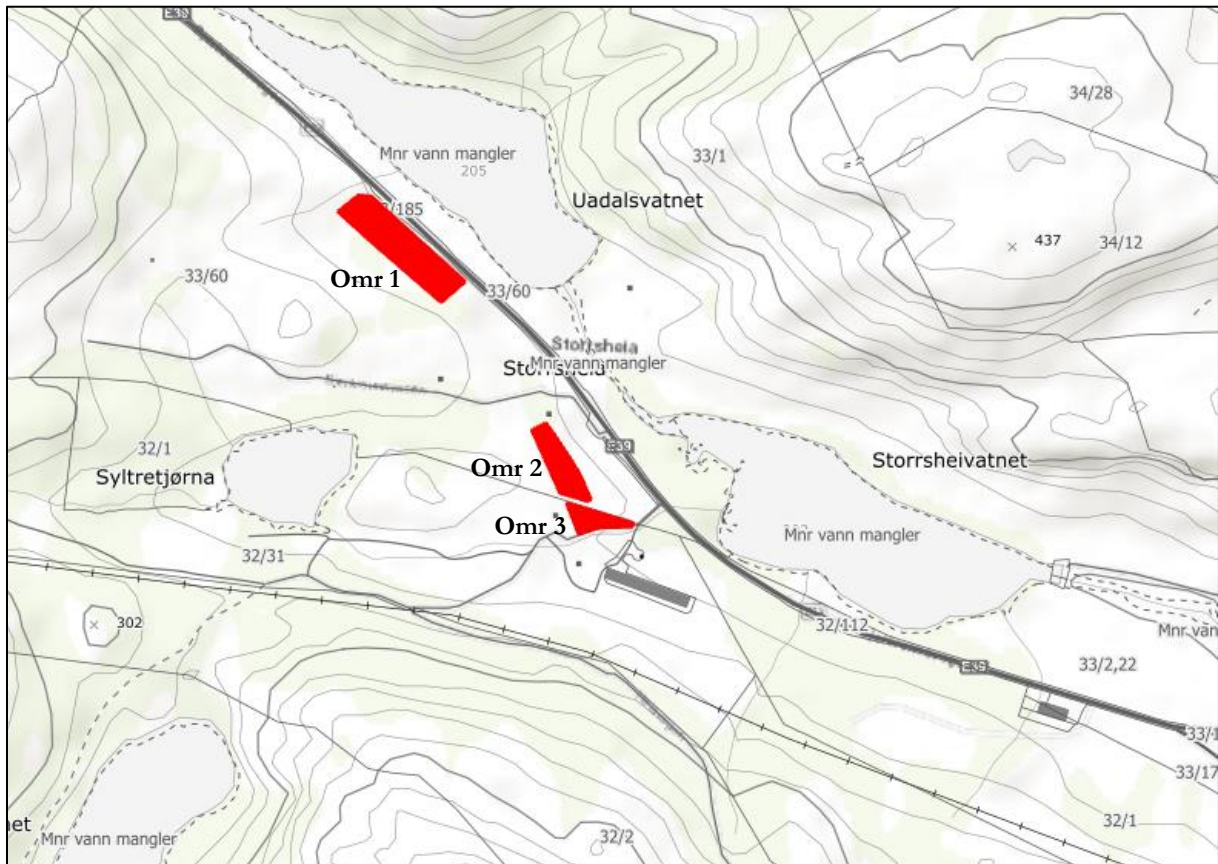 E39
34/28
Mnr vann mangler
205
33/1
Uadalsvatnet
/185
437
34/12
33/60
Omr 1
33/60
Storrsheia
Mnr vann mangler
Storrsheia
32/1
E39
Syltretjørna
Omr 2
Storrsheivatnet
Omr 3
Mnr vann mangler
32/31
302
32/112
Mnr van
33/2,22
E39
33/1
33/17
32/1
net
32/2
Mnr vann mangler